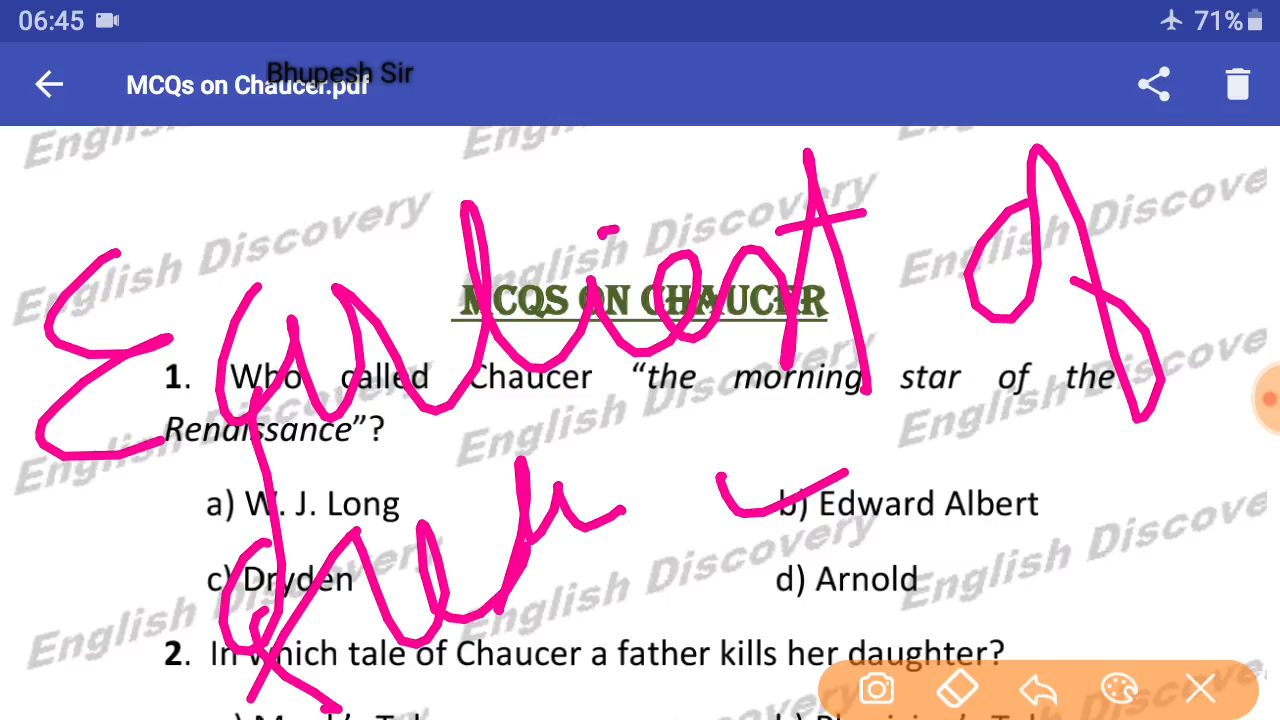 06:45 71%
Bhupesh Sir
MCQs on Chaucer.pdf
English Discovery
MCQS ON CHAUCER
Earliest of
1. Who called Chaucer “the morning star of the
Renaissance”?
a) W. J. Long b) Edward Albert
c) Dryden d) Arnold
2. In which tale of Chaucer a father kills her daughter?